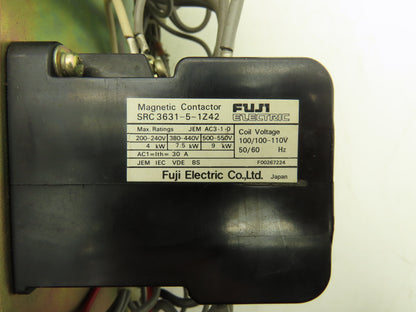 Magnetic Contactor FUJI
SRC 3631-5-1Z42 ELECTRIC
Max. Ratings JEM AC3·1·0
200-240V 380-440V 500-550V
4 kW 7.5 kW 9 kW
AC1=Ith= 30 A
JEM IEC VDE BS
Coil Voltage
100/100-110V
50/60 Hz
F00267224
Fuji Electric Co.,Ltd. Japan